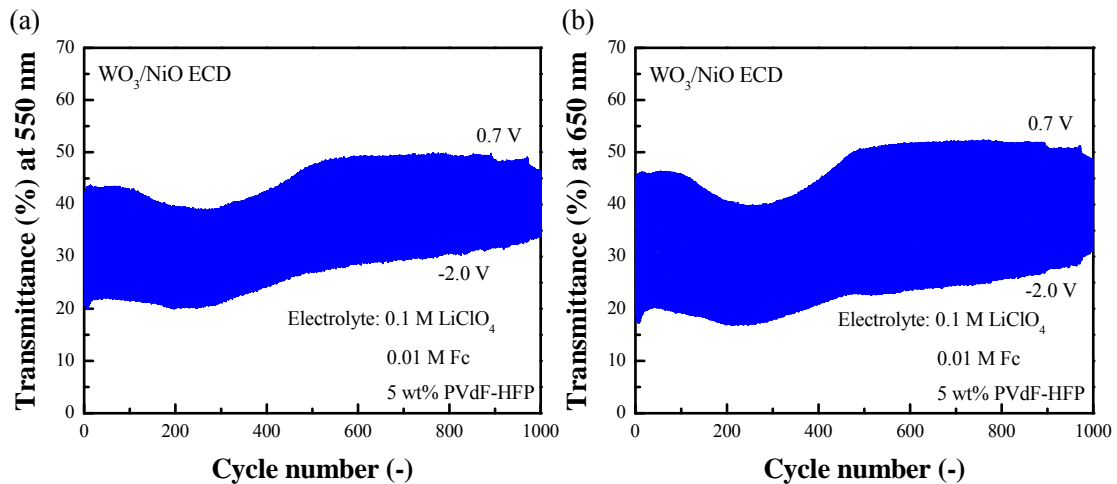 (a)
70
60
50
40
30
20
10
0
Transmittance (%) at 550 nm
WO₃/NiO ECD
0.7 V
-2.0 V
Electrolyte: 0.1 M LiClO₄
0.01 M Fc
5 wt% PVdF-HFP
0 200 400 600 800 1000
Cycle number (-)
(b)
70
60
50
40
30
20
10
0
Transmittance (%) at 650 nm
WO₃/NiO ECD
0.7 V
-2.0 V
Electrolyte: 0.1 M LiClO₄
0.01 M Fc
5 wt% PVdF-HFP
0 200 400 600 800 1000
Cycle number (-)